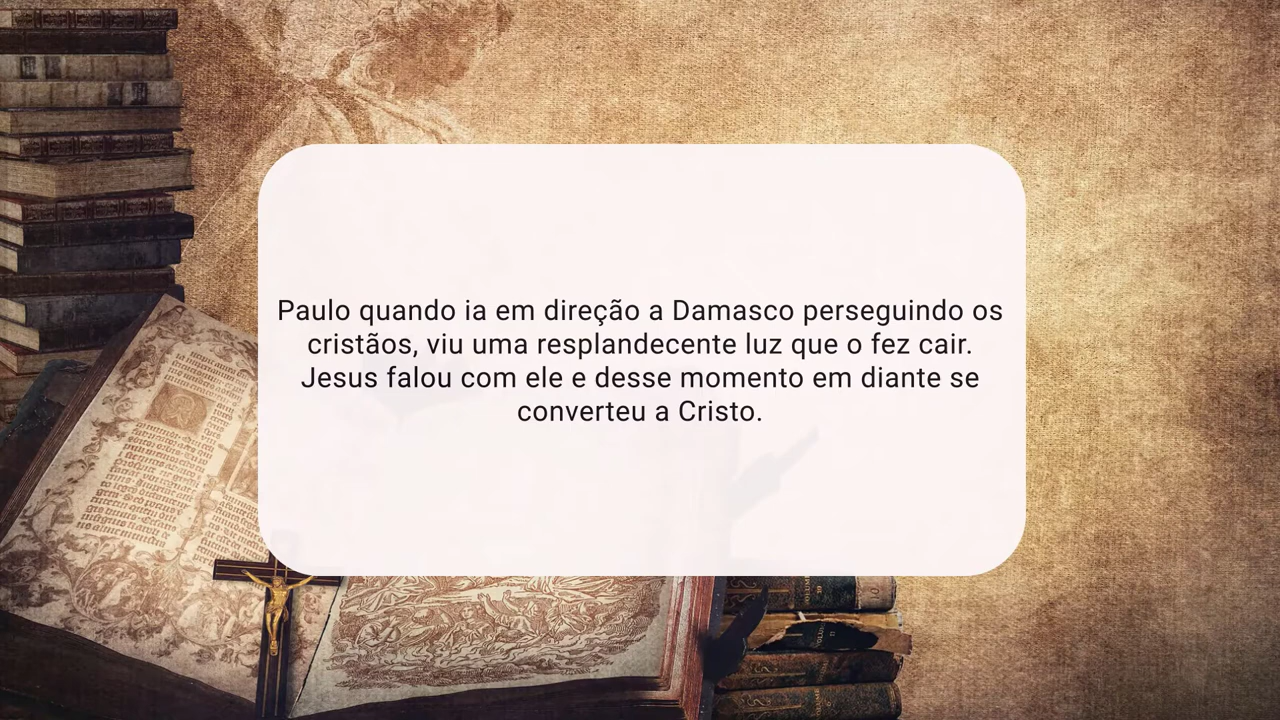 Paulo quando ia em direção a Damasco perseguindo os
cristãos, viu uma resplandecente luz que o fez cair.
Jesus falou com ele e desse momento em diante se
converteu a Cristo.